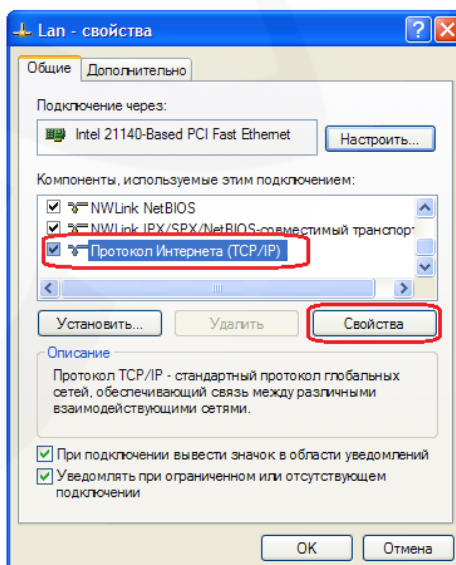 Lan - свойства
Общие
Дополнительно
Подключение через:
Intel 21140-Based PCI Fast Ethernet
Настроить...
Компоненты, используемые этим подключением:
NWLink NetBIOS
NWLink IPX/SPX/NetBIOS-совместимый транспорт
Протокол Интернета (TCP/IP)
Установить...
Удалить
Свойства
Описание
Протокол TCP/IP - стандартный протокол глобальных
сетей, обеспечивающий связь между различными
взаимодействующими сетями.
При подключении вывести значок в области уведомлений
Уведомлять при ограниченном или отсутствующем
подключении
OK
Отмена